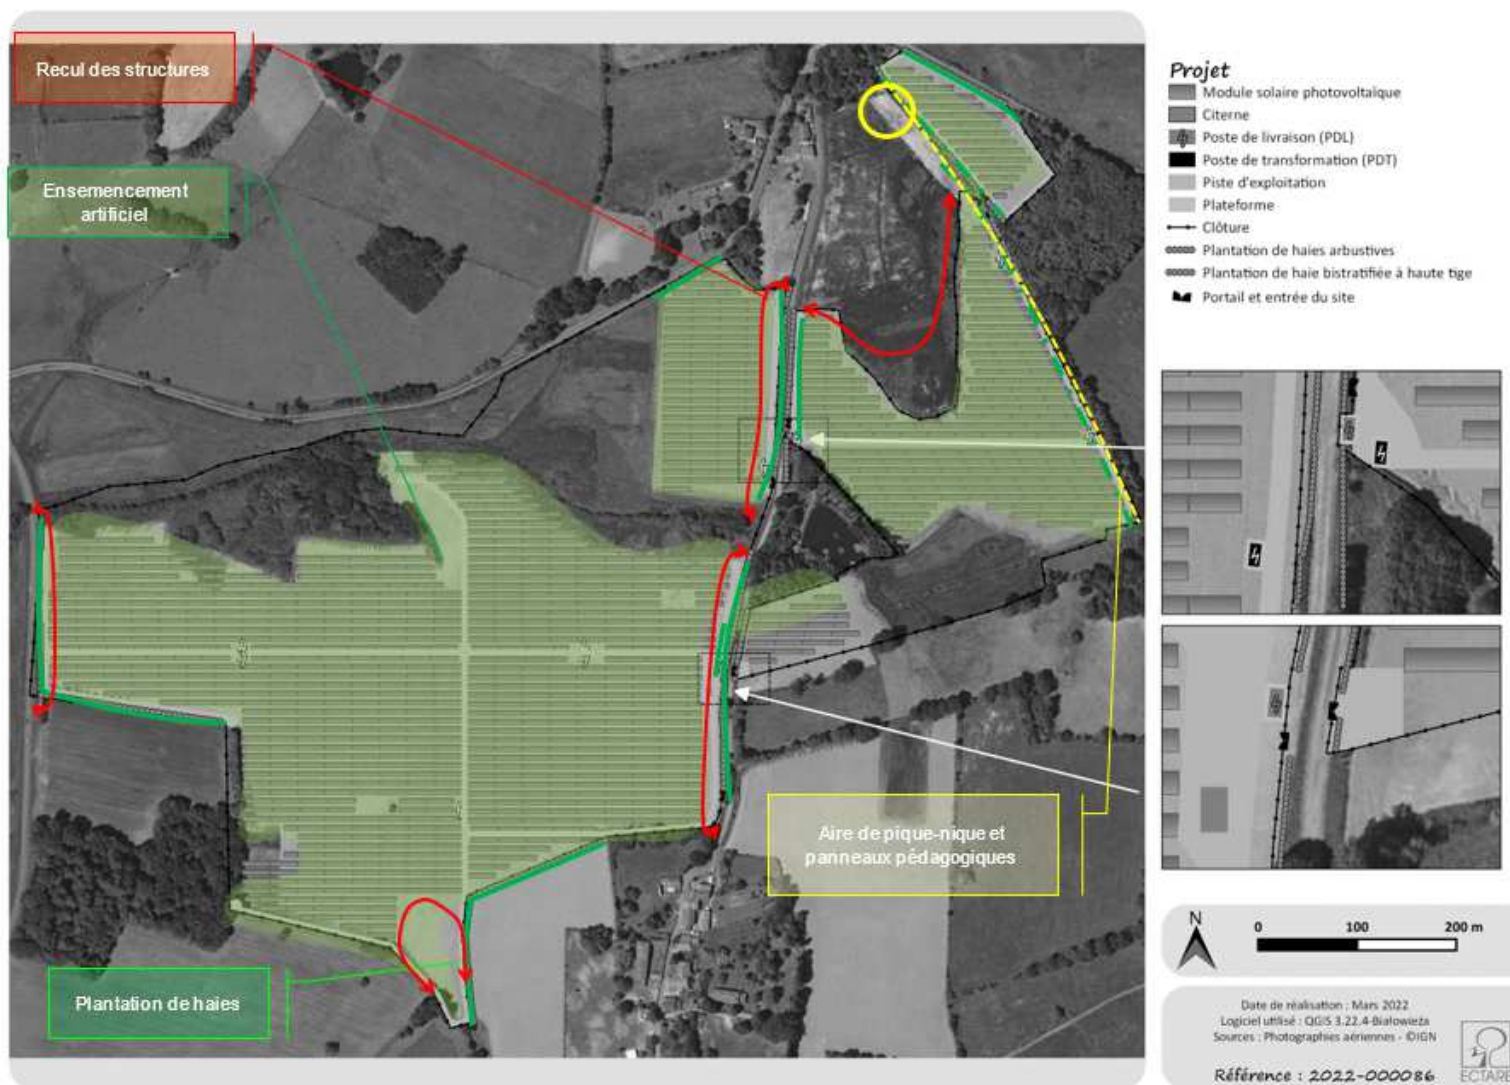 Recul des structures
Ensemencement
artificiel
Plantation de haies
Aire de pique-nique et
panneaux pédagogiques
Projet
Module solaire photovoltaïque
Citerne
Poste de livraison (PDL)
Poste de transformation (PDT)
Piste d'exploitation
Plateforme
Clôture
Plantation de haies arbustives
Plantation de haie bistratifiée à haute tige
Portail et entrée du site
N
0 100 200 m
Date de réalisation : Mars 2022
Logiciel utilisé : QGIS 3.22.4-Białowieża
Sources : Photographies aériennes - ©IGN
Référence : 2022-000086
ECTARE